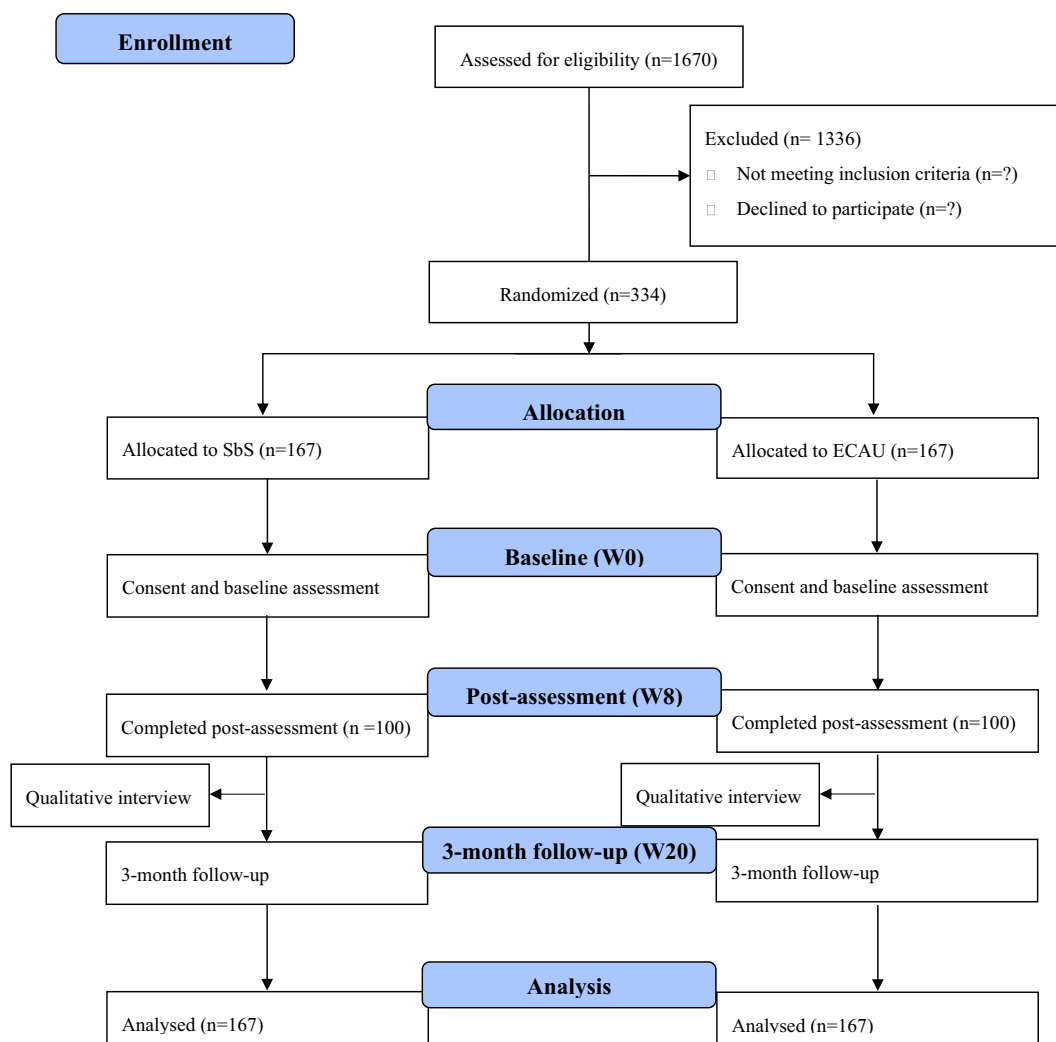 Enrollment
Assessed for eligibility (n=1670)
Excluded (n= 1336)
Not meeting inclusion criteria (n=?)
Declined to participate (n=?)
Randomized (n=334)
Allocation
Allocated to SbS (n=167)
Allocated to ECAU (n=167)
Baseline (W0)
Consent and baseline assessment
Consent and baseline assessment
Post-assessment (W8)
Completed post-assessment (n =100)
Completed post-assessment (n=100)
Qualitative interview
Qualitative interview
3-month follow-up (W20)
3-month follow-up
3-month follow-up
Analysis
Analysed (n=167)
Analysed (n=167)